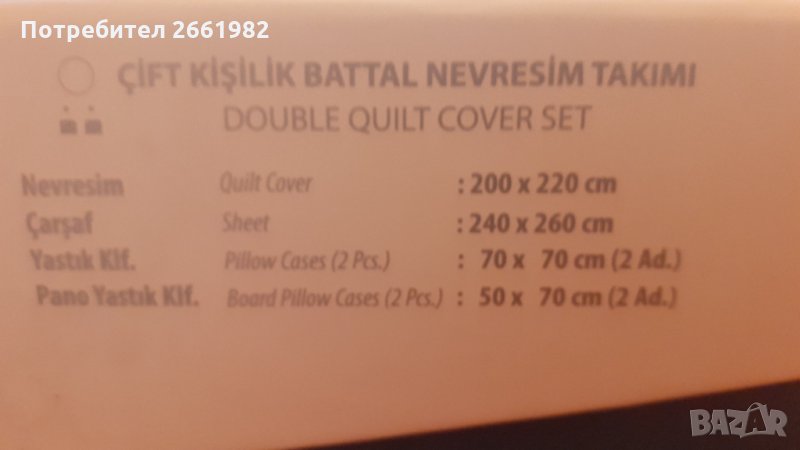 Потребител 2661982
ÇİFT KİŞİLİK BATTAL NEVRESİM TAKIMI
DOUBLE QUILT COVER SET
Nevresim Quilt Cover : 200 x 220 cm
Çarşaf Sheet : 240 x 260 cm
Yastık Klf. Pillow Cases (2 Pcs.) : 70 x 70 cm (2 Ad.)
Pano Yastık Klf. Board Pillow Cases (2 Pcs.) : 50 x 70 cm (2 Ad.)
BAZAR